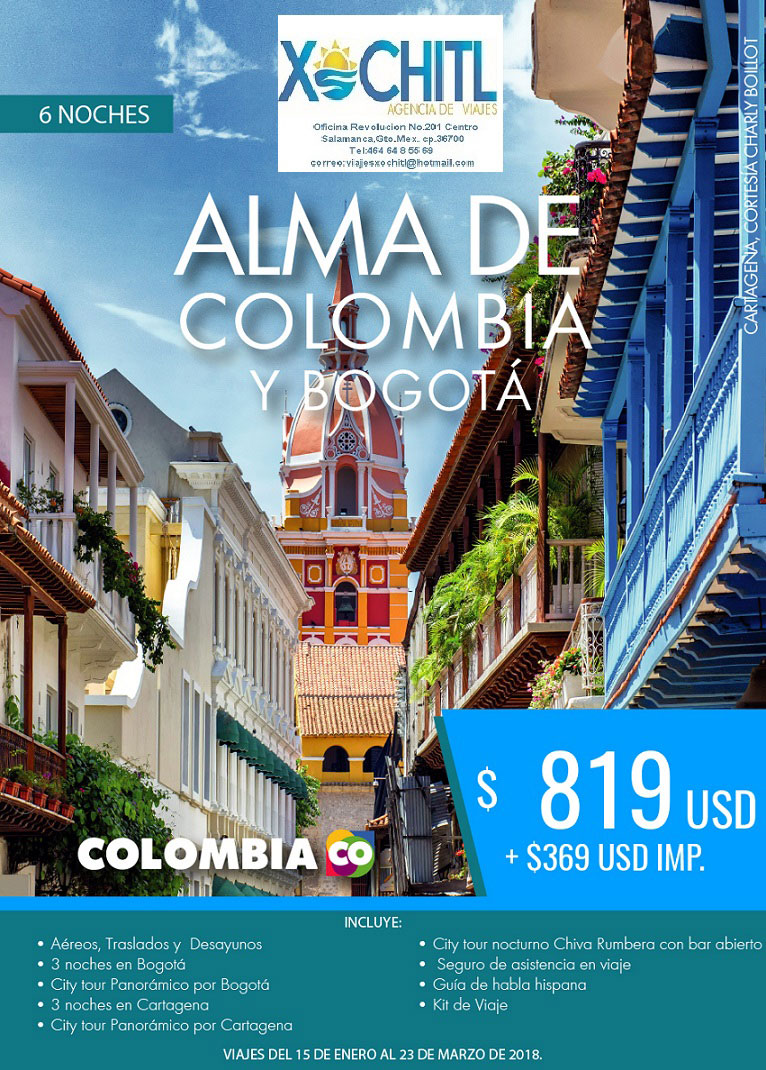 XOCHITL
AGENCIA DE VIAJES
Oficina Revolucion No.201 Centro
Salamanca,Gto.Mex. cp.36700
Tel:464 64 8 55 69
correo:viajesxochitl@hotmail.com
6 NOCHES
CARTAGENA, CORTESÍA CHARLY BOILLOT
ALMA DE
COLOMBIA
Y BOGOTÁ
$ 819 USD
+ $369 USD IMP.
COLOMBIA CO
INCLUYE:
• Aéreos, Traslados y Desayunos
• 3 noches en Bogotá
• City tour Panorámico por Bogotá
• 3 noches en Cartagena
• City tour Panorámico por Cartagena
• City tour nocturno Chiva Rumbera con bar abierto
• Seguro de asistencia en viaje
• Guía de habla hispana
• Kit de Viaje
VIAJES DEL 15 DE ENERO AL 23 DE MARZO DE 2018.